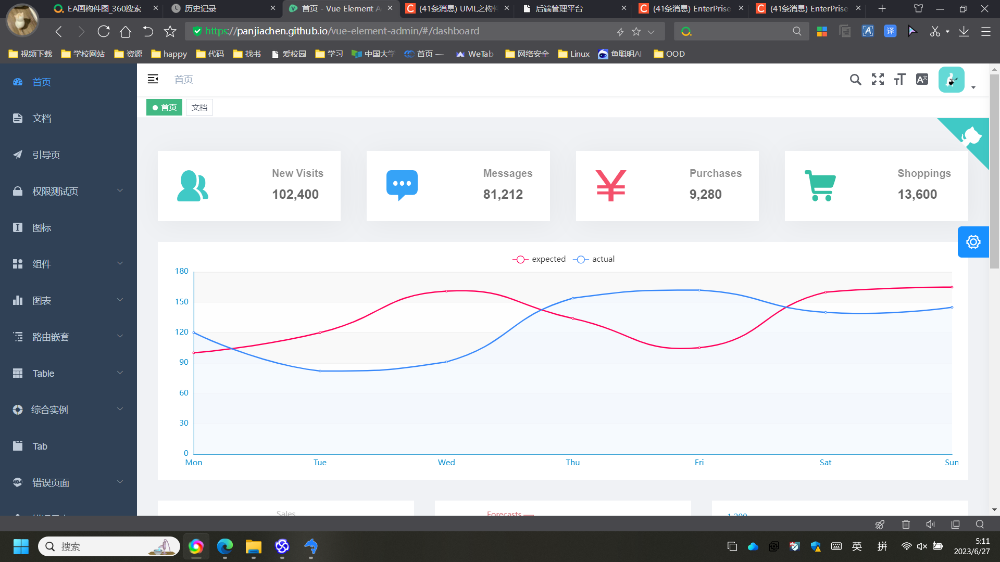 EA画构件图_360搜索
历史记录
首页 - Vue Element A
(41条消息) UML之构件
后端管理平台
(41条消息) EnterPrise
(41条消息) EnterPrise
https://panjiachen.github.io/vue-element-admin/#/dashboard
视频下载
学校网站
资源
happy
代码
找书
爱校园
学习
中国大学
首页 —
WeTab
网络安全
Linux
鱼聪明AI
OOD
首页
文档
引导页
权限测试页
图标
组件
图表
路由嵌套
Table
综合实例
Tab
错误页面
首页
首页
文档
New Visits
102,400
Messages
81,212
Purchases
9,280
Shoppings
13,600
expected
actual
180
150
120
90
60
30
0
Mon
Tue
Wed
Thu
Fri
Sat
Sun
Sales
Forecasts
1,200
搜索
英
拼
5:11
2023/6/27